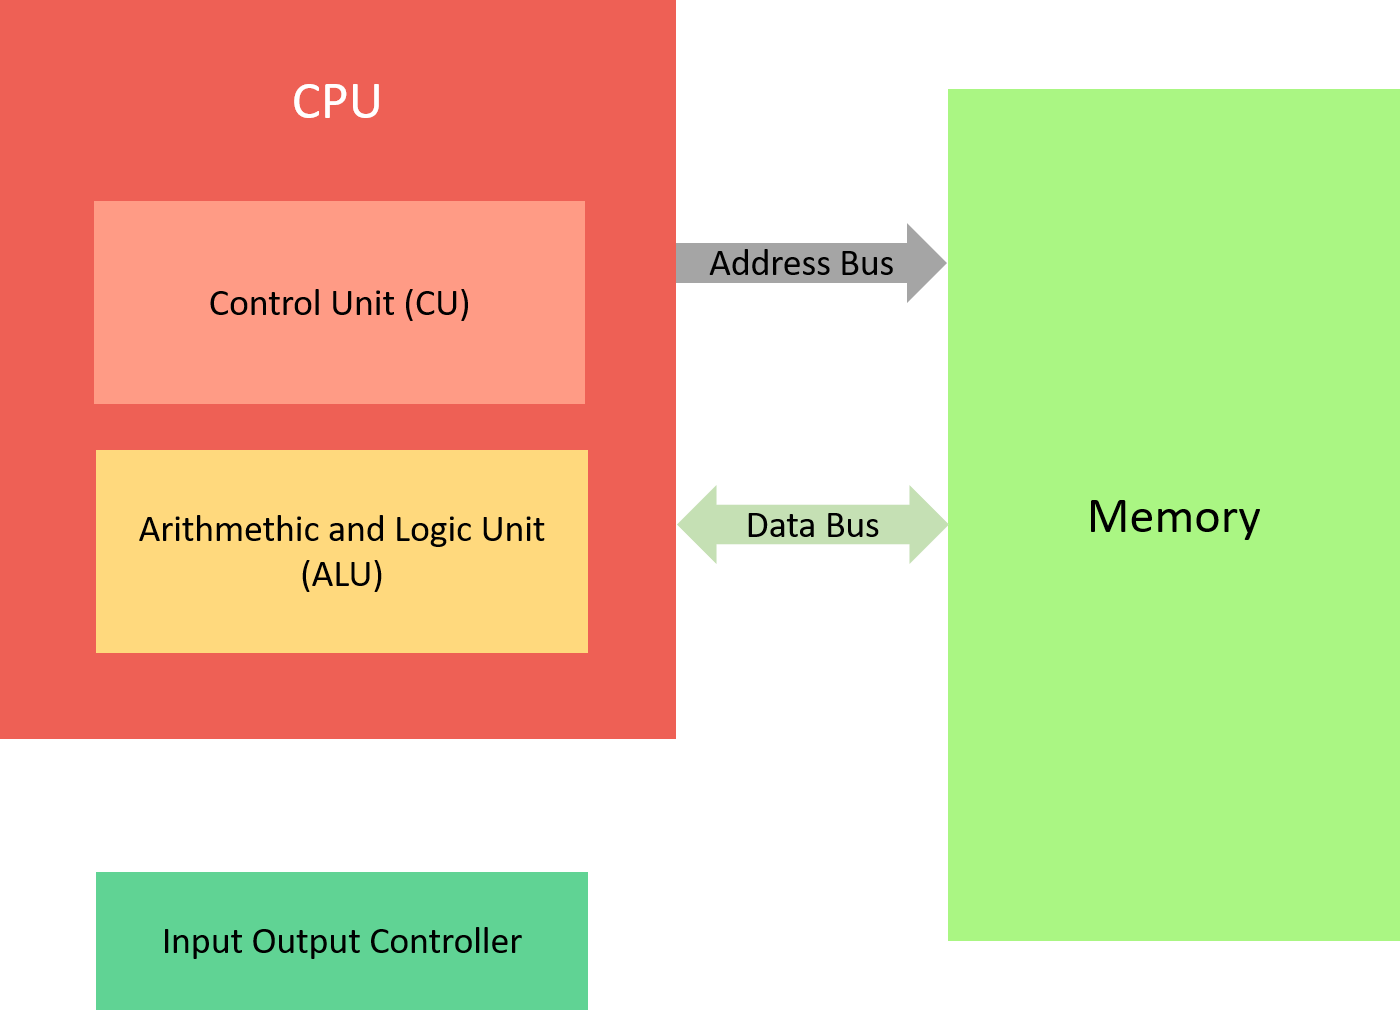 CPU
Control Unit (CU)
Address Bus
Arithmethic and Logic Unit
(ALU)
Data Bus
Memory
Input Output Controller